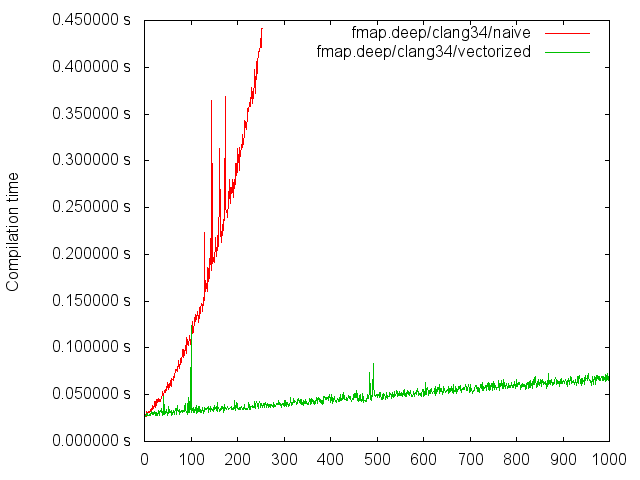 fmap.deep/clang34/naive
fmap.deep/clang34/vectorized
Compilation time
0.450000 s
0.400000 s
0.350000 s
0.300000 s
0.250000 s
0.200000 s
0.150000 s
0.100000 s
0.050000 s
0.000000 s
0 100 200 300 400 500 600 700 800 900 1000